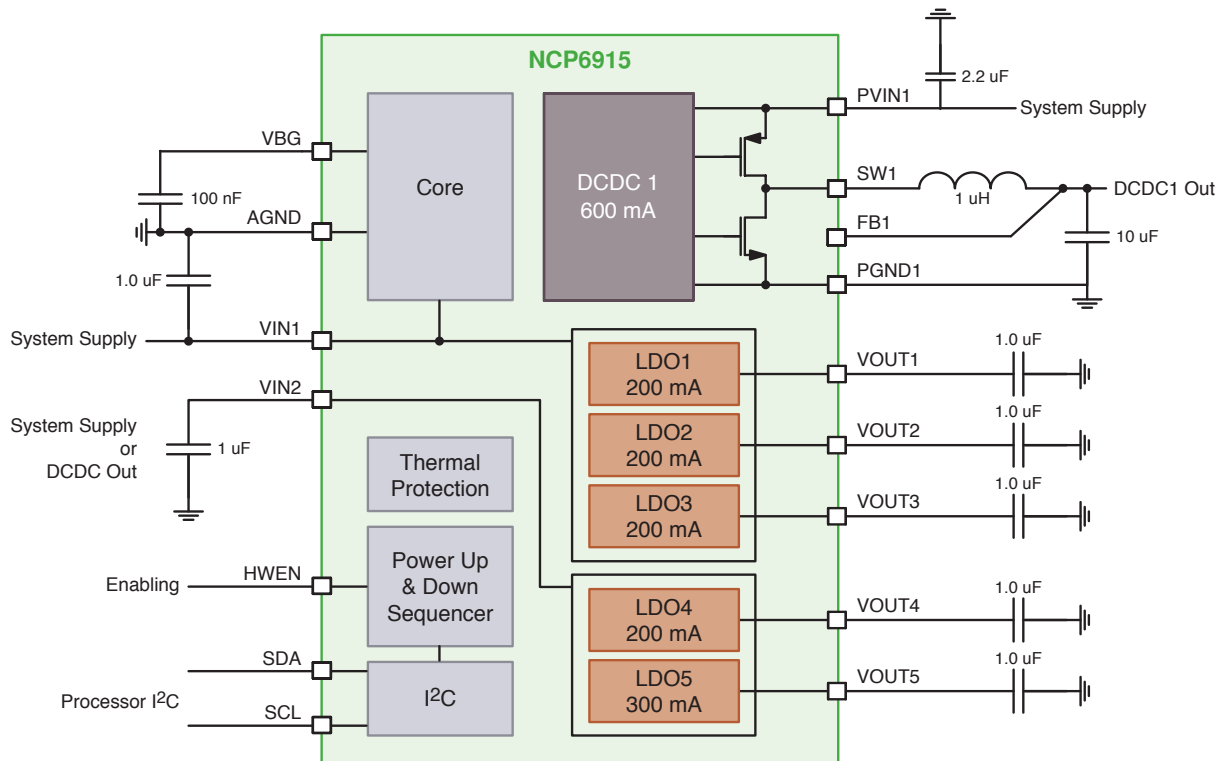 NCP6915
2.2 uF
PVIN1
System Supply
VBG
Core
DCDC 1
600 mA
SW1
1 uH
DCDC1 Out
100 nF
AGND
FB1
10 uF
1.0 uF
PGND1
System Supply
VIN1
LDO1
200 mA
VOUT1
1.0 uF
VIN2
System Supply
or
DCDC Out
1 uF
LDO2
200 mA
VOUT2
1.0 uF
Thermal
Protection
LDO3
200 mA
VOUT3
1.0 uF
Enabling
HWEN
Power Up
& Down
Sequencer
LDO4
200 mA
VOUT4
1.0 uF
SDA
Processor I²C
SCL
I²C
LDO5
300 mA
VOUT5
1.0 uF